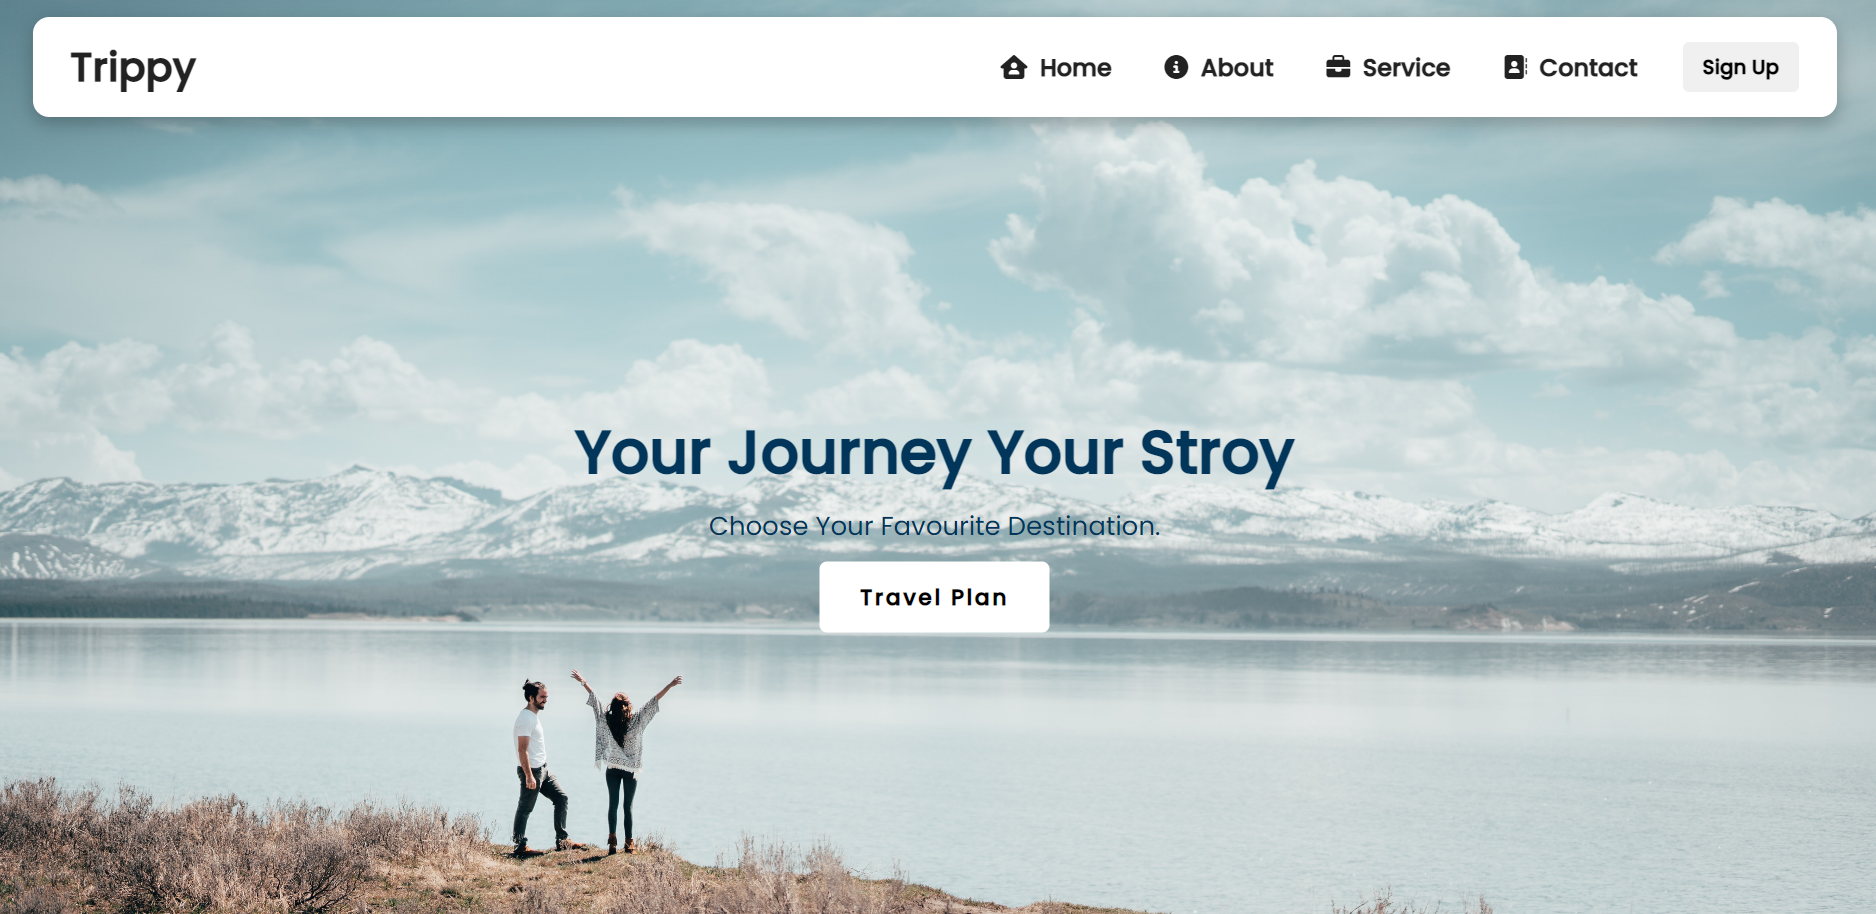 Trippy Home About Service Contact Sign Up
Your Journey Your Stroy
Choose Your Favourite Destination.
Travel Plan